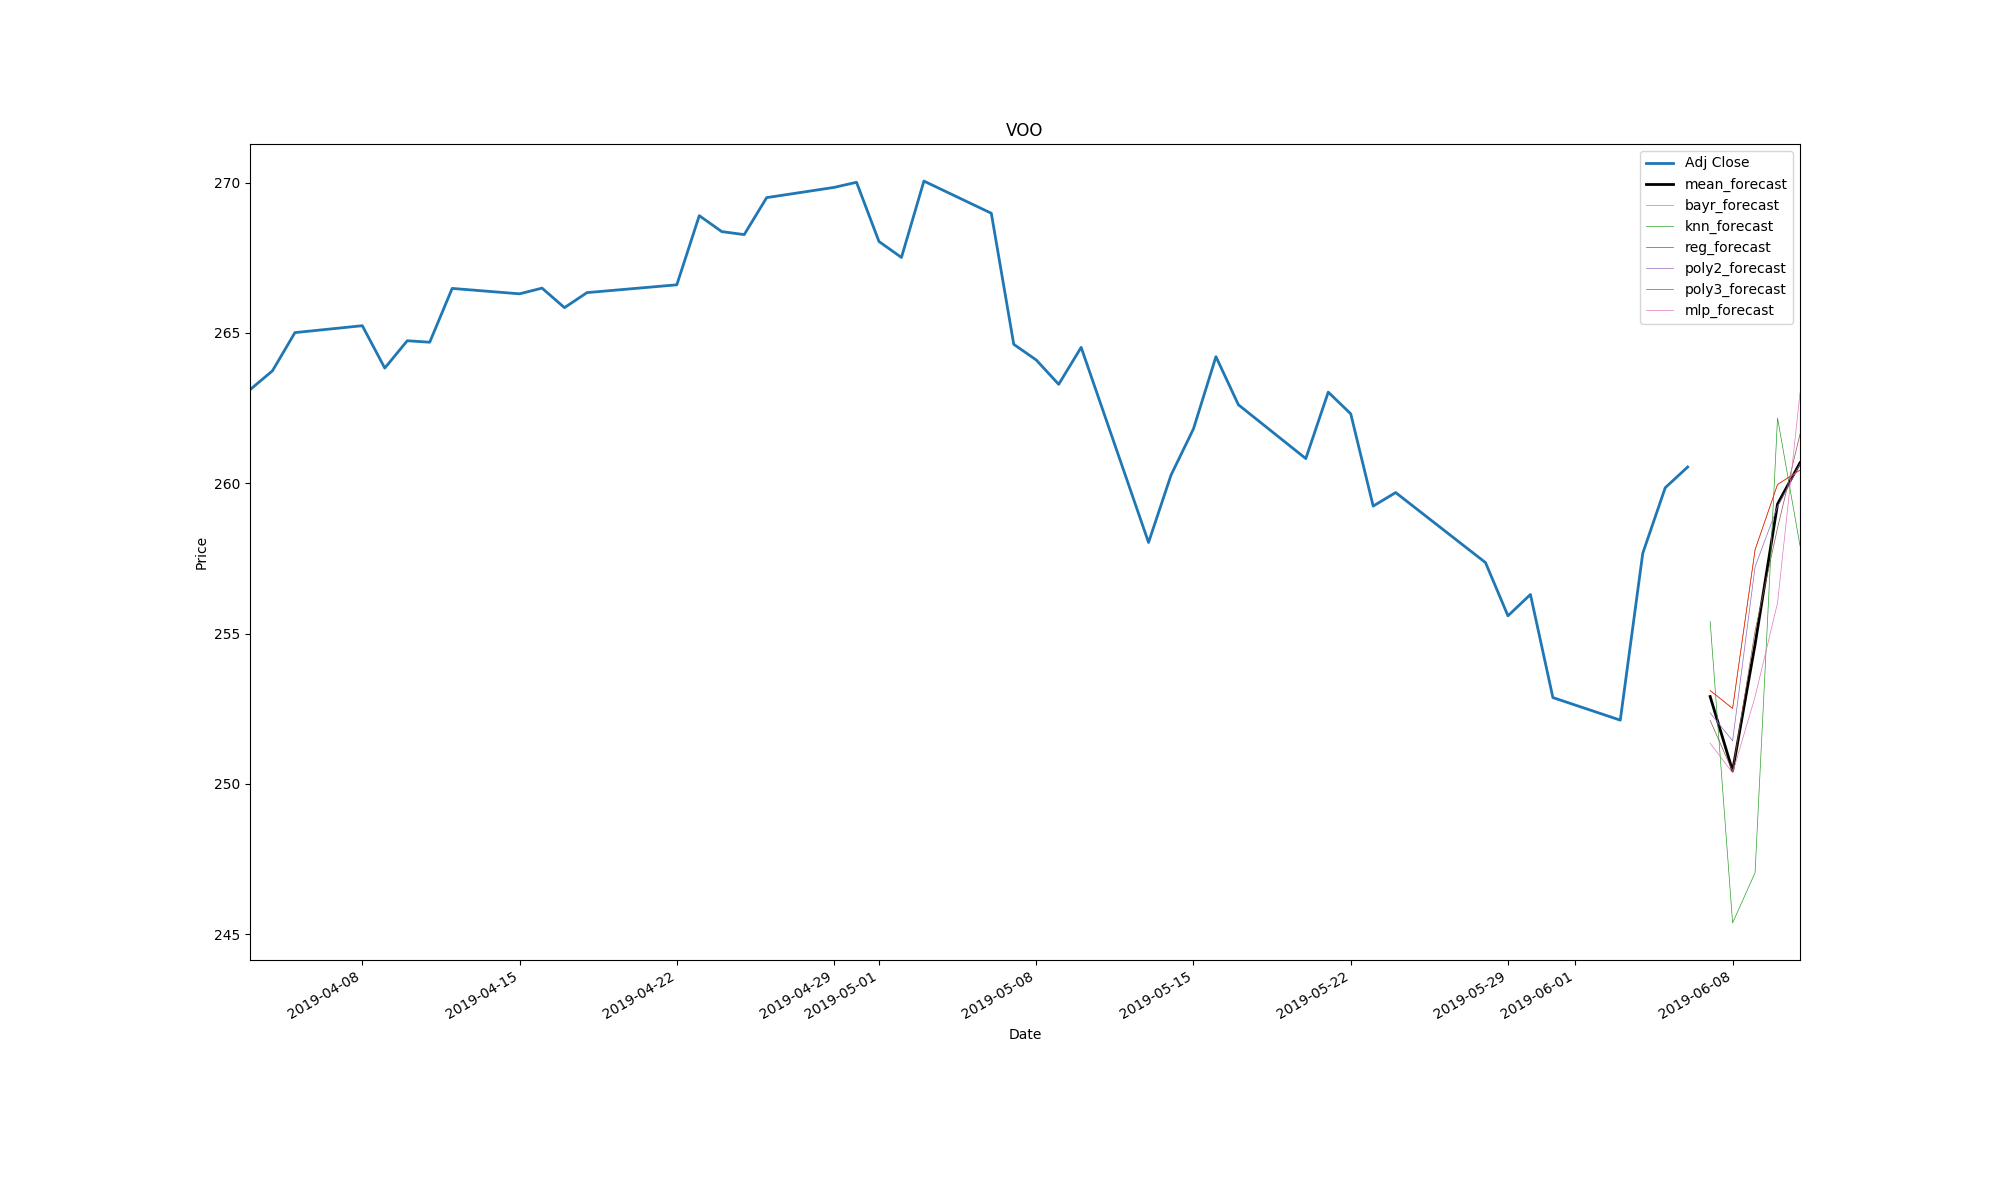 VOO
Adj Close
mean_forecast
bayr_forecast
knn_forecast
reg_forecast
poly2_forecast
poly3_forecast
mlp_forecast
270
265
260
255
250
245
Price
2019-04-08
2019-04-15
2019-04-22
2019-04-29
2019-05-01
2019-05-08
2019-05-15
2019-05-22
2019-05-29
2019-06-01
2019-06-08
Date